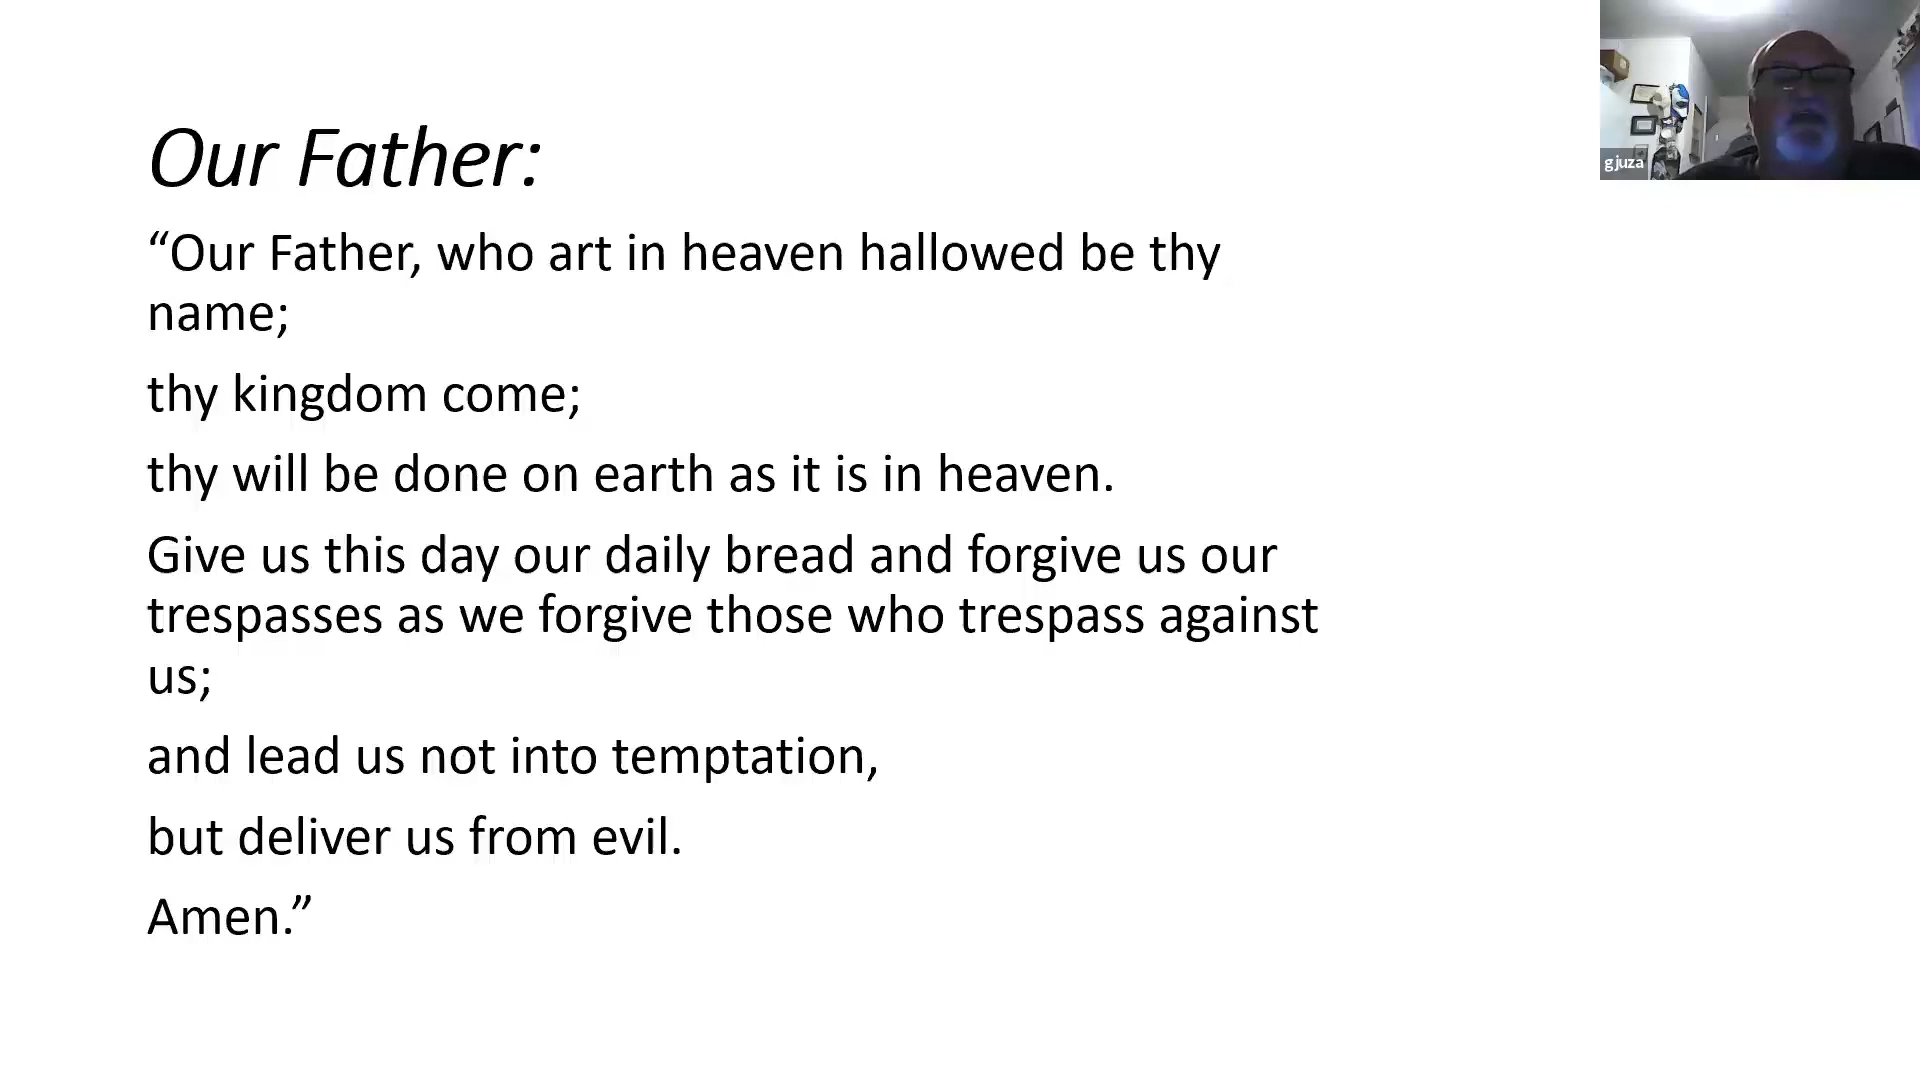 Our Father:
“Our Father, who art in heaven hallowed be thy
name;
thy kingdom come;
thy will be done on earth as it is in heaven.
Give us this day our daily bread and forgive us our
trespasses as we forgive those who trespass against
us;
and lead us not into temptation,
but deliver us from evil.
Amen.”
gjuza